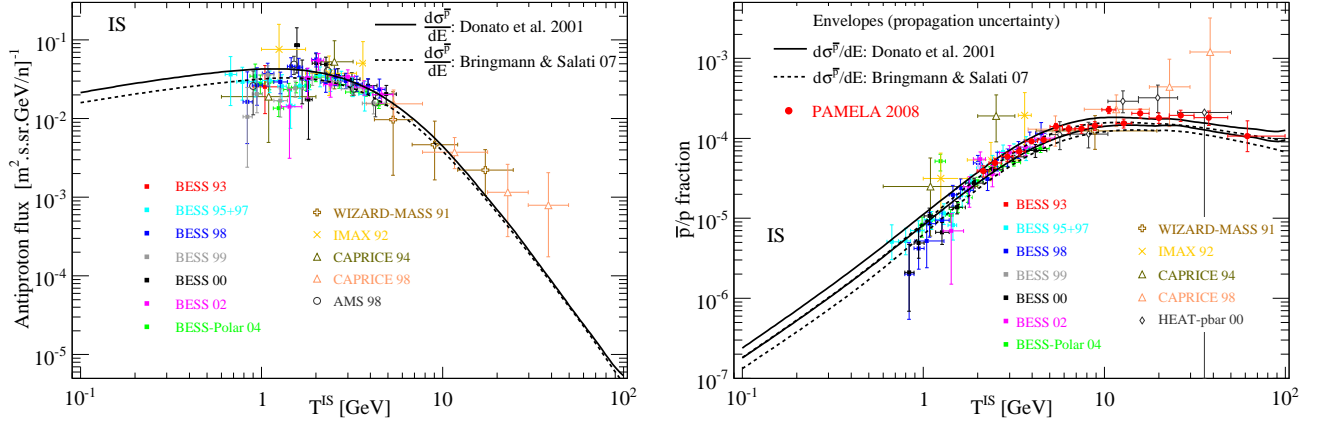 IS
dσp̅/dE: Donato et al. 2001
dσp̅/dE: Bringmann & Salati 07
Antiproton flux [m².s.sr.GeV/n]⁻¹
10⁻¹
10⁻²
10⁻³
10⁻⁴
10⁻⁵
BESS 93
BESS 95+97
BESS 98
BESS 99
BESS 00
BESS 02
BESS-Polar 04
WIZARD-MASS 91
IMAX 92
CAPRICE 94
CAPRICE 98
AMS 98
10⁻¹ 1 10 10²
Tᴵˢ [GeV]
Envelopes (propagation uncertainty)
dσp̅/dE: Donato et al. 2001
dσp̅/dE: Bringmann & Salati 07
PAMELA 2008
p̅/p fraction
10⁻³
10⁻⁴
10⁻⁵
10⁻⁶
10⁻⁷
IS
BESS 93
BESS 95+97
BESS 98
BESS 99
BESS 00
BESS 02
BESS-Polar 04
WIZARD-MASS 91
IMAX 92
CAPRICE 94
CAPRICE 98
HEAT-pbar 00
10⁻¹ 1 10 10²
Tᴵˢ [GeV]